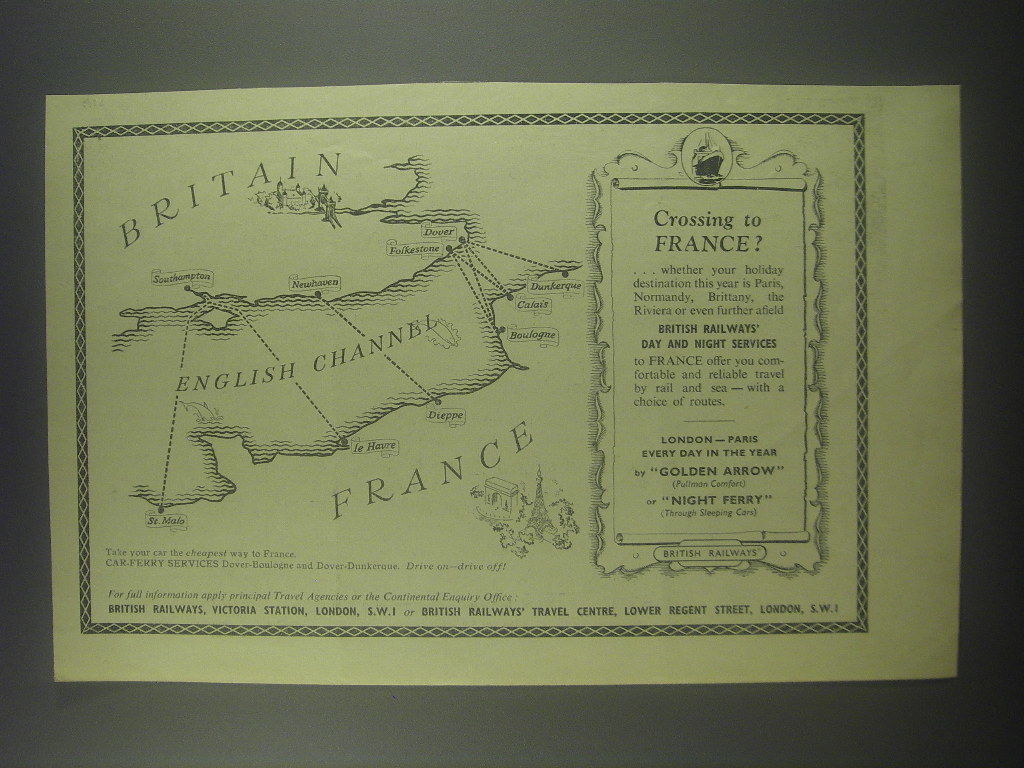 BRITAIN
Dover
Folkestone
Southampton
Newhaven
Dunkerque
Calais
Boulogne
ENGLISH CHANNEL
Dieppe
le Havre
FRANCE
St. Malo
Take your car the cheapest way to France.
CAR-FERRY SERVICES Dover-Boulogne and Dover-Dunkerque. Drive on—drive off!
Crossing to
FRANCE?
. . . whether your holiday
destination this year is Paris,
Normandy, Brittany, the
Riviera or even further afield
BRITISH RAILWAYS'
DAY AND NIGHT SERVICES
to FRANCE offer you com-
fortable and reliable travel
by rail and sea — with a
choice of routes.
LONDON — PARIS
EVERY DAY IN THE YEAR
by "GOLDEN ARROW"
(Pullman Comfort)
or "NIGHT FERRY"
(Through Sleeping Cars)
BRITISH RAILWAYS
For full information apply principal Travel Agencies or the Continental Enquiry Office:
BRITISH RAILWAYS, VICTORIA STATION, LONDON, S.W.1 or BRITISH RAILWAYS' TRAVEL CENTRE, LOWER REGENT STREET, LONDON, S.W.1